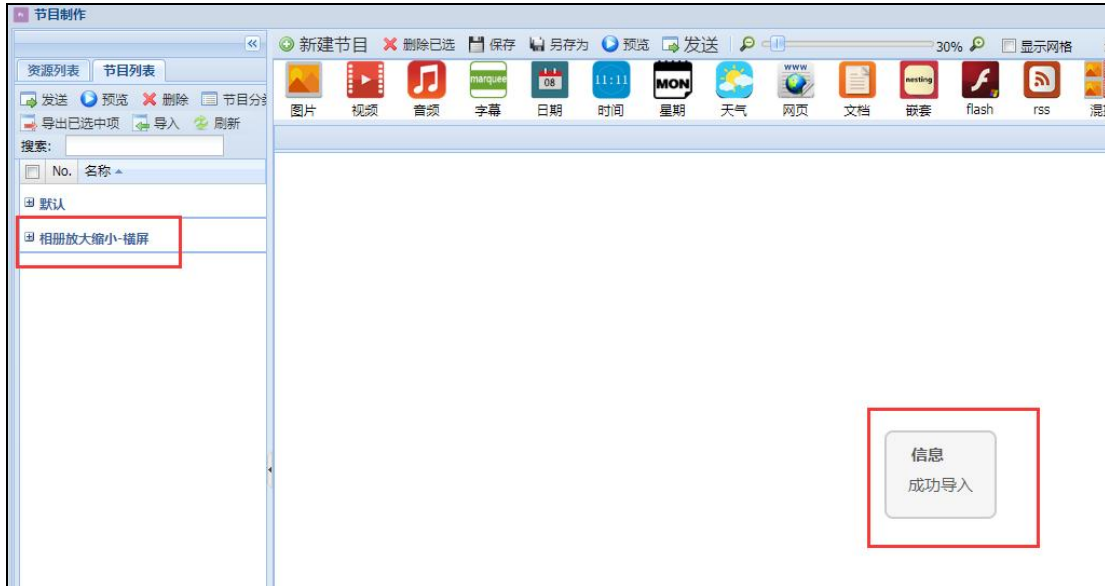 节目制作
新建节目 删除已选 保存 另存为 预览 发送 30% 显示网格
资源列表 节目列表
发送 预览 删除 节目分
导出已选中项 导入 刷新
搜索:
No. 名称
默认
相册放大缩小-横屏
marquee 08 11:11 MON WWW nesting
图片 视频 音频 字幕 日期 时间 星期 天气 网页 文档 嵌套 flash rss 混
信息
成功导入